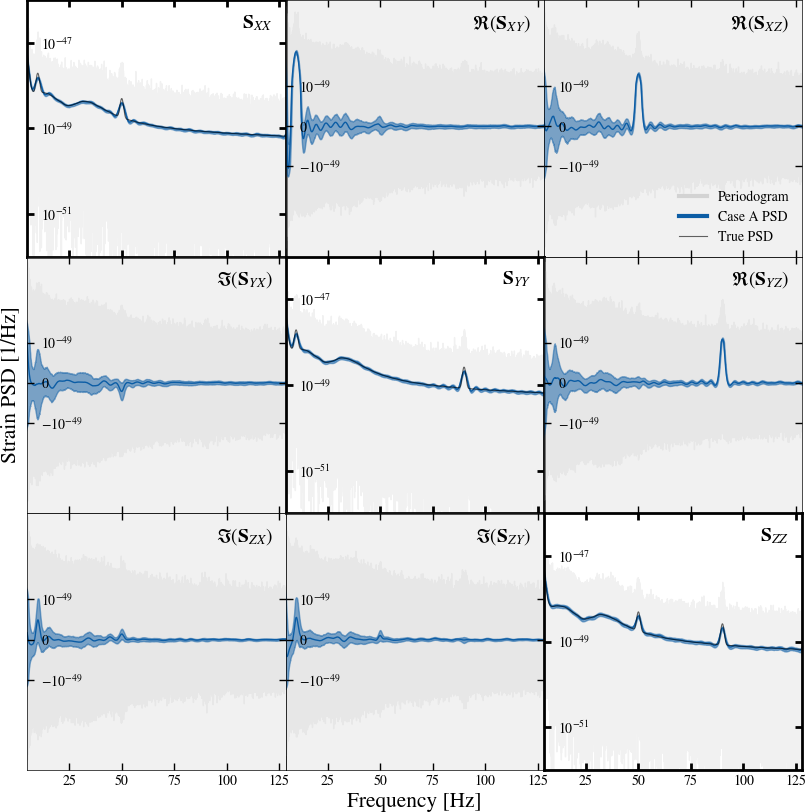 S_XX
10⁻⁴⁷
10⁻⁴⁹
10⁻⁵¹
ℜ(S_XY)
10⁻⁴⁹
0
−10⁻⁴⁹
ℜ(S_XZ)
10⁻⁴⁹
0
−10⁻⁴⁹
Periodogram
Case A PSD
True PSD
Strain PSD [1/Hz]
ℑ(S_YX)
10⁻⁴⁹
0
−10⁻⁴⁹
S_YY
10⁻⁴⁷
10⁻⁴⁹
10⁻⁵¹
ℜ(S_YZ)
10⁻⁴⁹
0
−10⁻⁴⁹
ℑ(S_ZX)
10⁻⁴⁹
0
−10⁻⁴⁹
ℑ(S_ZY)
10⁻⁴⁹
0
−10⁻⁴⁹
S_ZZ
10⁻⁴⁷
10⁻⁴⁹
10⁻⁵¹
25 50 75 100 125 25 50 75 100 125 25 50 75 100 125
Frequency [Hz]